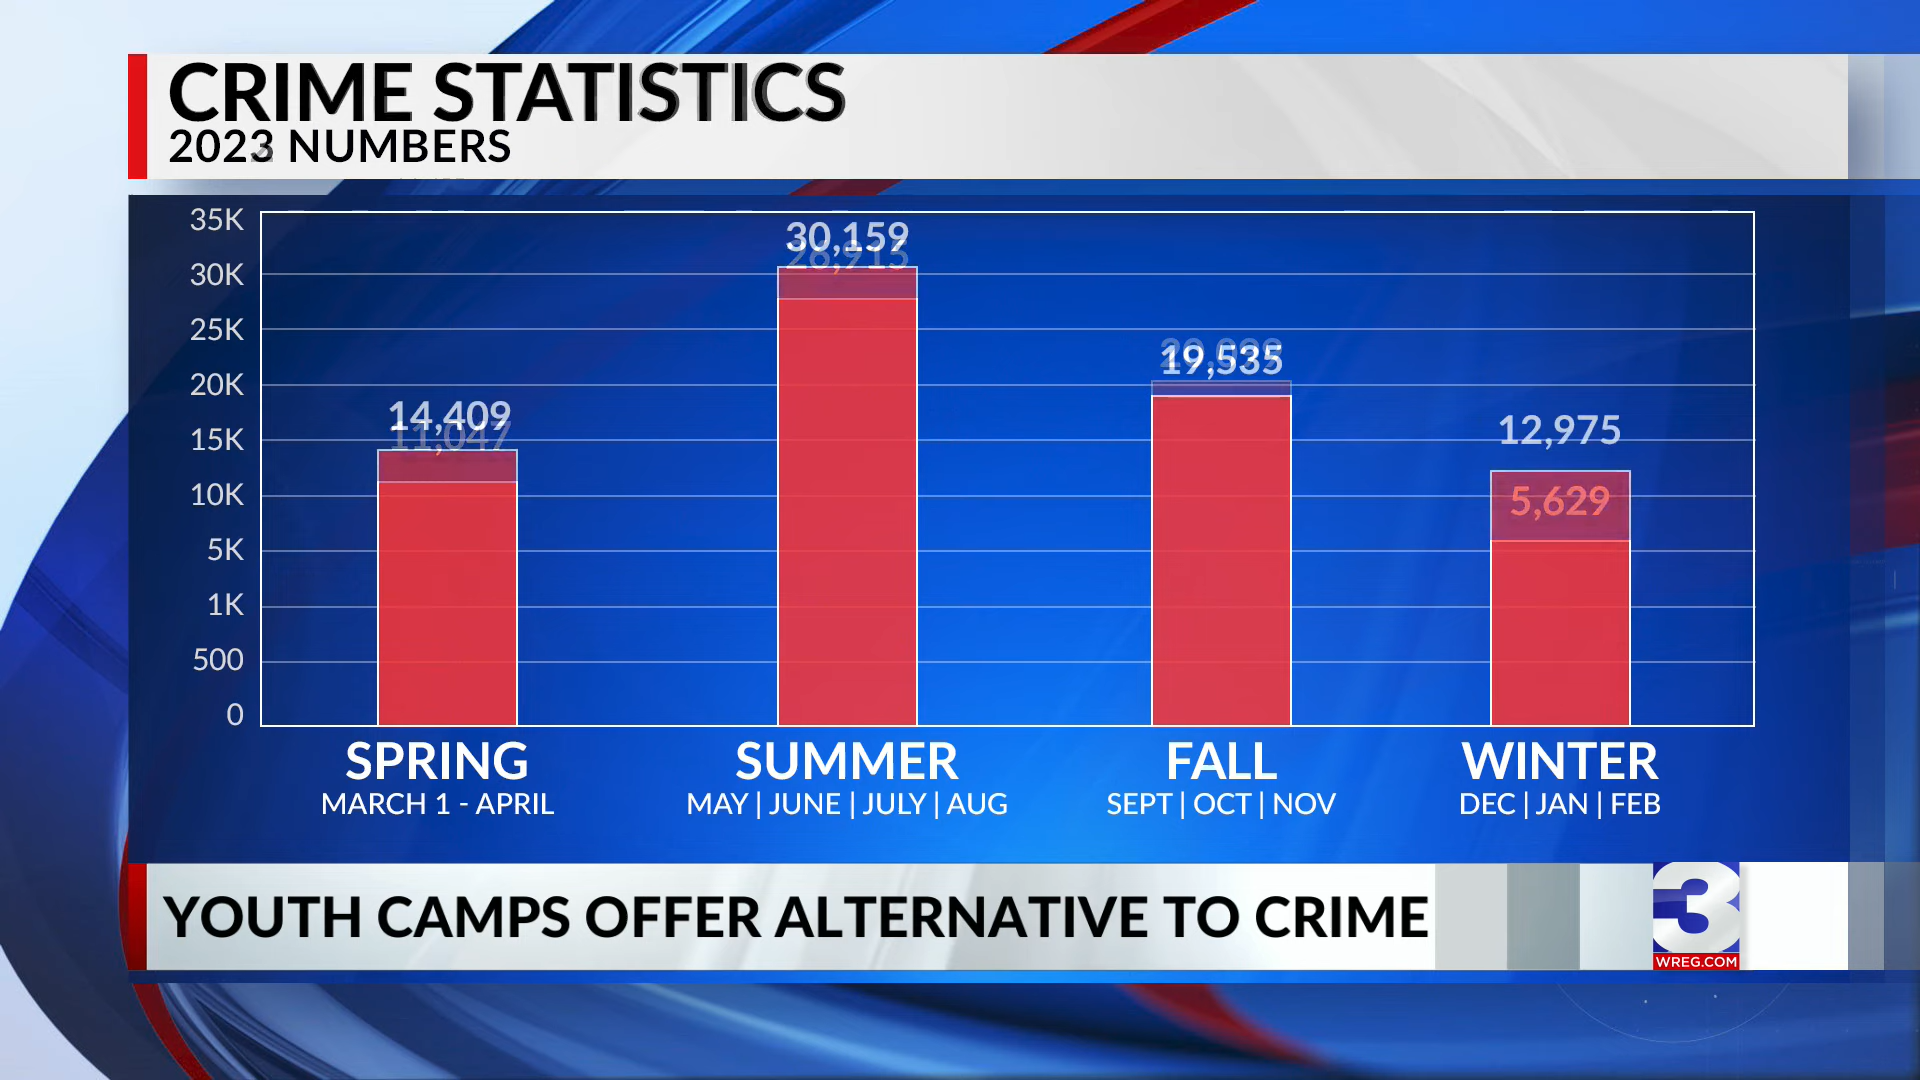 CRIME STATISTICS
2023 NUMBERS
35K
30K
25K
20K
15K
10K
5K
1K
500
0
14,409
11,047
30,159
19,535
12,975
5,629
SPRING
MARCH 1 - APRIL
SUMMER
MAY | JUNE | JULY | AUG
FALL
SEPT | OCT | NOV
WINTER
DEC | JAN | FEB
YOUTH CAMPS OFFER ALTERNATIVE TO CRIME
3
WREG.COM